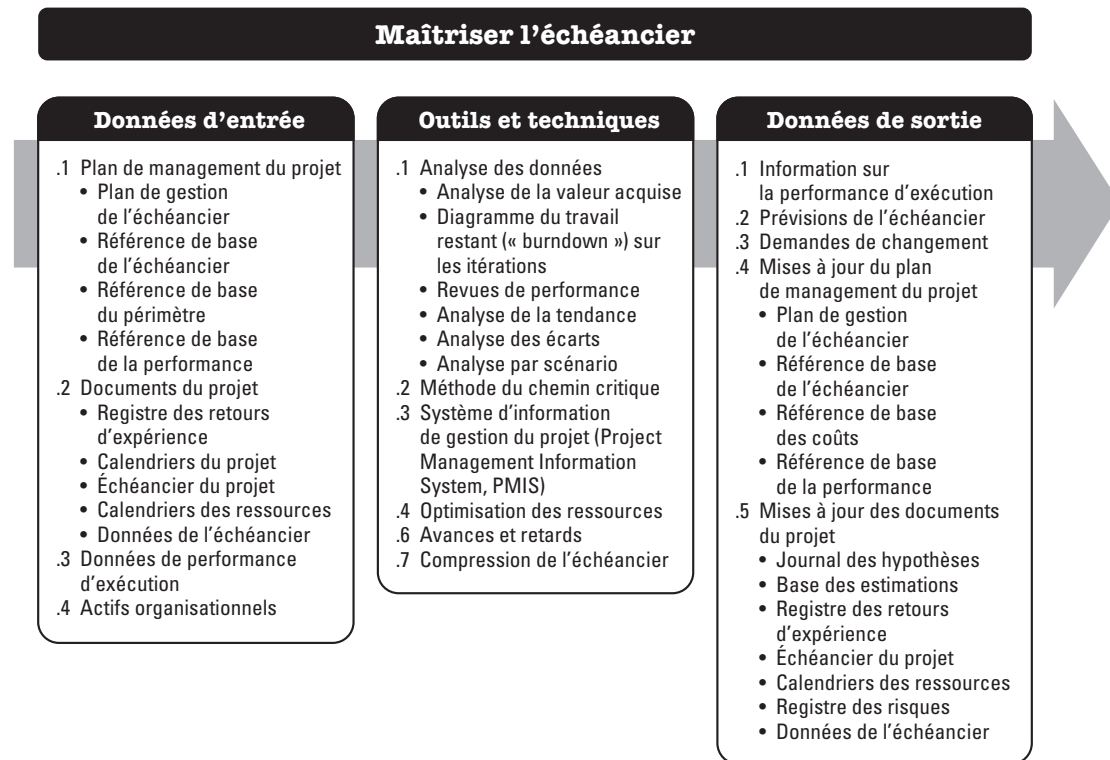 Maîtriser l’échéancier
Données d’entrée
.1 Plan de management du projet
• Plan de gestion
de l’échéancier
• Référence de base
de l’échéancier
• Référence de base
du périmètre
• Référence de base
de la performance
.2 Documents du projet
• Registre des retours
d’expérience
• Calendriers du projet
• Échéancier du projet
• Calendriers des ressources
• Données de l’échéancier
.3 Données de performance
d’exécution
.4 Actifs organisationnels
Outils et techniques
.1 Analyse des données
• Analyse de la valeur acquise
• Diagramme du travail
restant (« burndown ») sur
les itérations
• Revues de performance
• Analyse de la tendance
• Analyse des écarts
• Analyse par scénario
.2 Méthode du chemin critique
.3 Système d’information
de gestion du projet (Project
Management Information
System, PMIS)
.4 Optimisation des ressources
.6 Avances et retards
.7 Compression de l’échéancier
Données de sortie
.1 Information sur
la performance d’exécution
.2 Prévisions de l’échéancier
.3 Demandes de changement
.4 Mises à jour du plan
de management du projet
• Plan de gestion
de l’échéancier
• Référence de base
de l’échéancier
• Référence de base
des coûts
• Référence de base
de la performance
.5 Mises à jour des documents
du projet
• Journal des hypothèses
• Base des estimations
• Registre des retours
d’expérience
• Échéancier du projet
• Calendriers des ressources
• Registre des risques
• Données de l’échéancier